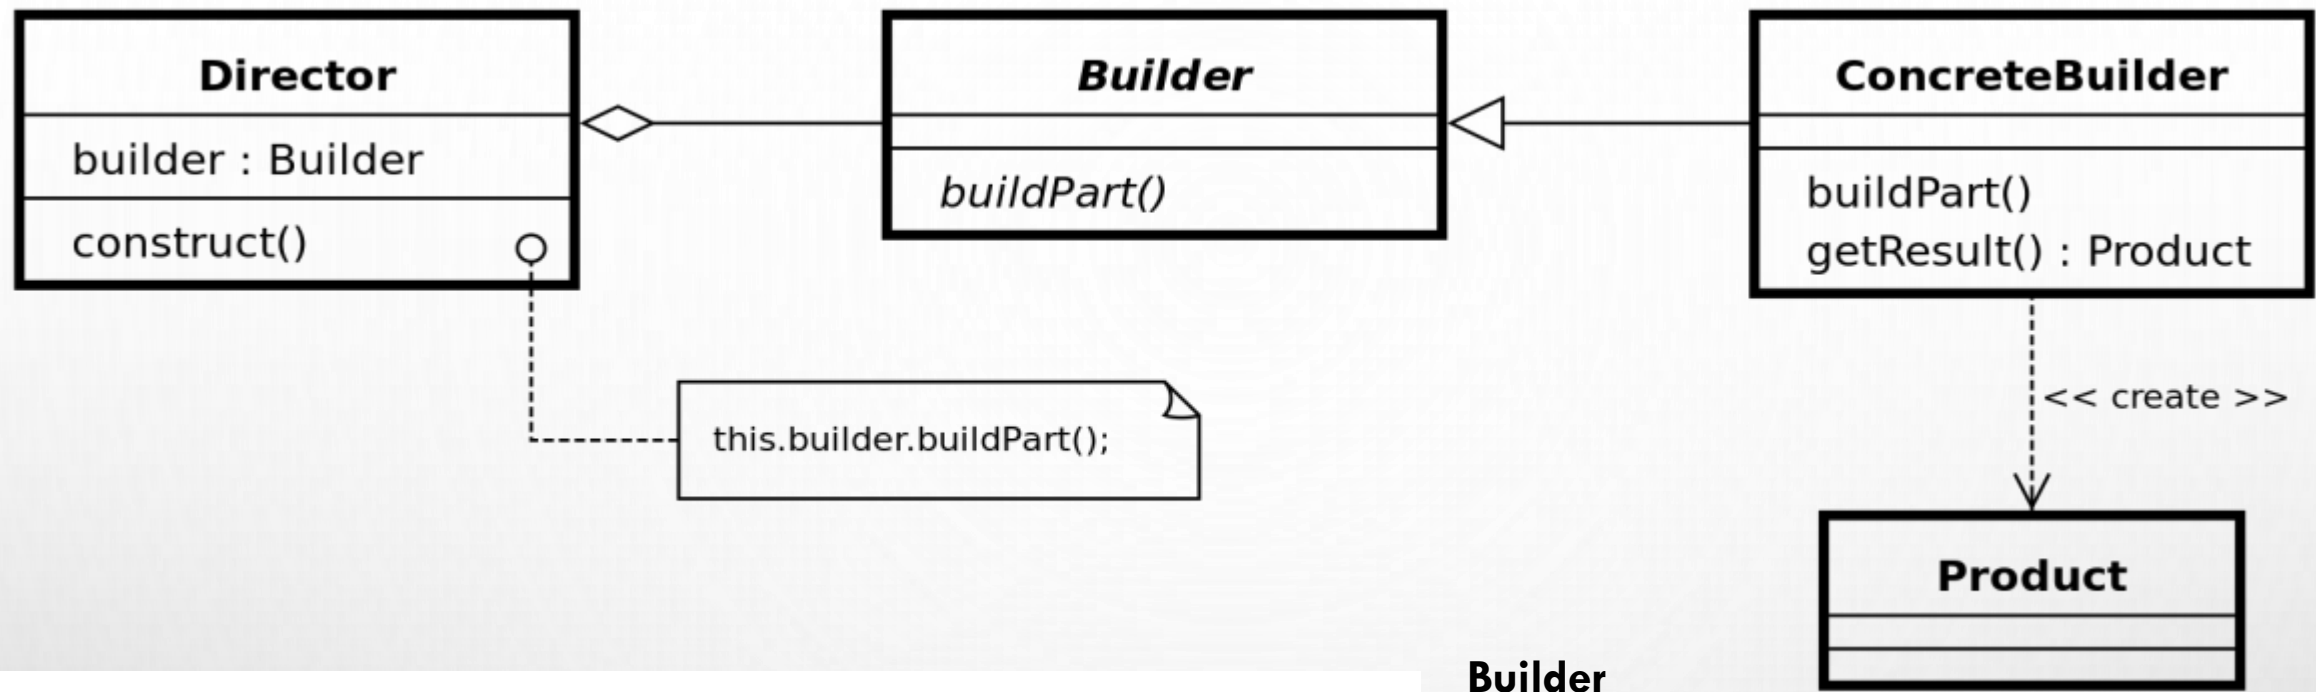 Director
builder : Builder
construct()
Builder
buildPart()
ConcreteBuilder
buildPart()
getResult() : Product
this.builder.buildPart();
<< create >>
Product
Builder